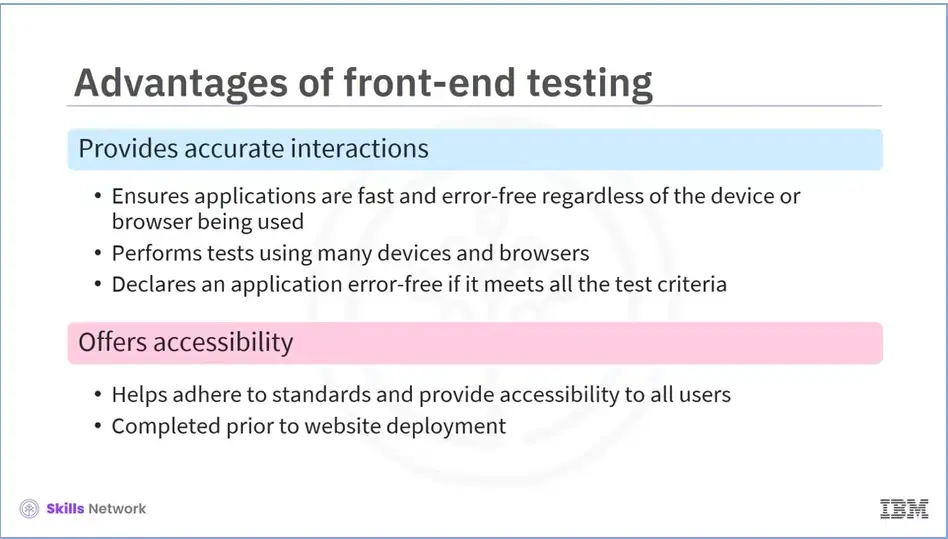 Advantages of front-end testing
Provides accurate interactions
• Ensures applications are fast and error-free regardless of the device or
browser being used
• Performs tests using many devices and browsers
• Declares an application error-free if it meets all the test criteria
Offers accessibility
• Helps adhere to standards and provide accessibility to all users
• Completed prior to website deployment
Skills Network
IBM